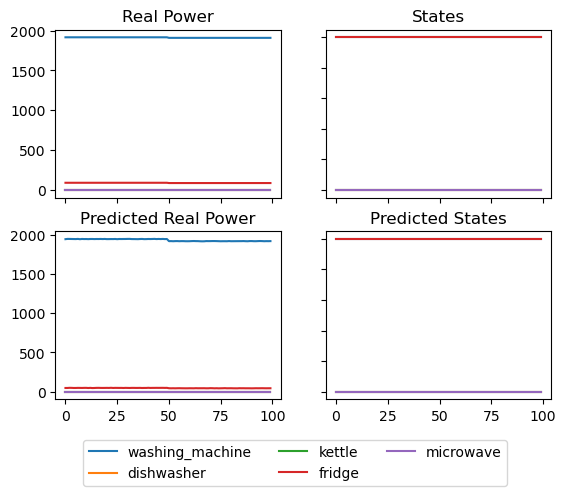 Real Power
States
2000
1500
1000
500
0
Predicted Real Power
Predicted States
2000
1500
1000
500
0
0 25 50 75 100
0 25 50 75 100
washing_machine kettle microwave
dishwasher fridge